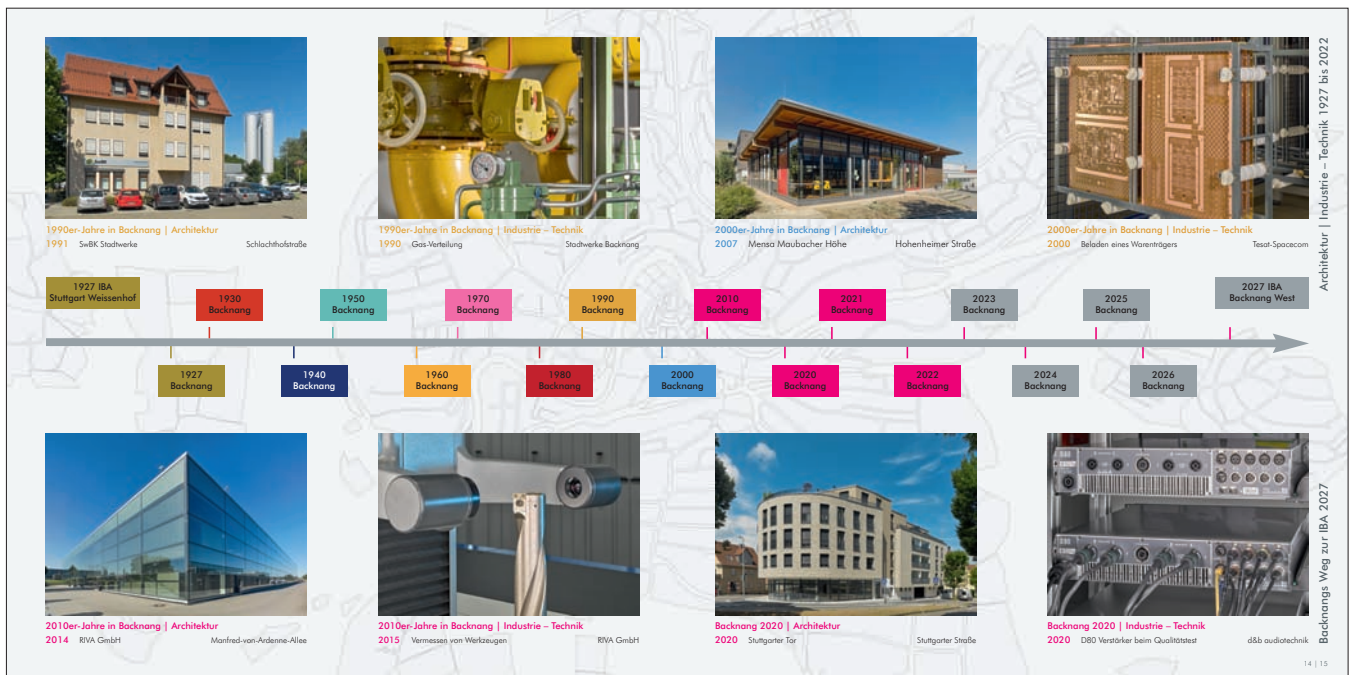 1990er-Jahre in Backnang | Architektur
1991 SwBK Stadtwerke Schlachthofstraße
1990er-Jahre in Backnang | Industrie – Technik
1990 Gas-Verteilung Stadtwerke Backnang
2000er-Jahre in Backnang | Architektur
2007 Mensa Maubacher Höhe Hohenheimer Straße
2000er-Jahre in Backnang | Industrie – Technik
2000 Beladen eines Warenträgers Tesat-Spacecom
Architektur | Industrie – Technik 1927 bis 2022
1927 IBA
Stuttgart Weissenhof
1930
Backnang
1950
Backnang
1970
Backnang
1990
Backnang
2010
Backnang
2021
Backnang
2023
Backnang
2025
Backnang
2027 IBA
Backnang West
1927
Backnang
1940
Backnang
1960
Backnang
1980
Backnang
2000
Backnang
2020
Backnang
2022
Backnang
2024
Backnang
2026
Backnang
2010er-Jahre in Backnang | Architektur
2014 RIVA GmbH Manfred-von-Ardenne-Allee
2010er-Jahre in Backnang | Industrie – Technik
2015 Vermessen von Werkzeugen RIVA GmbH
Backnang 2020 | Architektur
2020 Stuttgarter Tor Stuttgarter Straße
Backnang 2020 | Industrie – Technik
2020 D80 Verstärker beim Qualitätstest d&b audiotechnik
Backnangs Weg zur IBA 2027
14 | 15